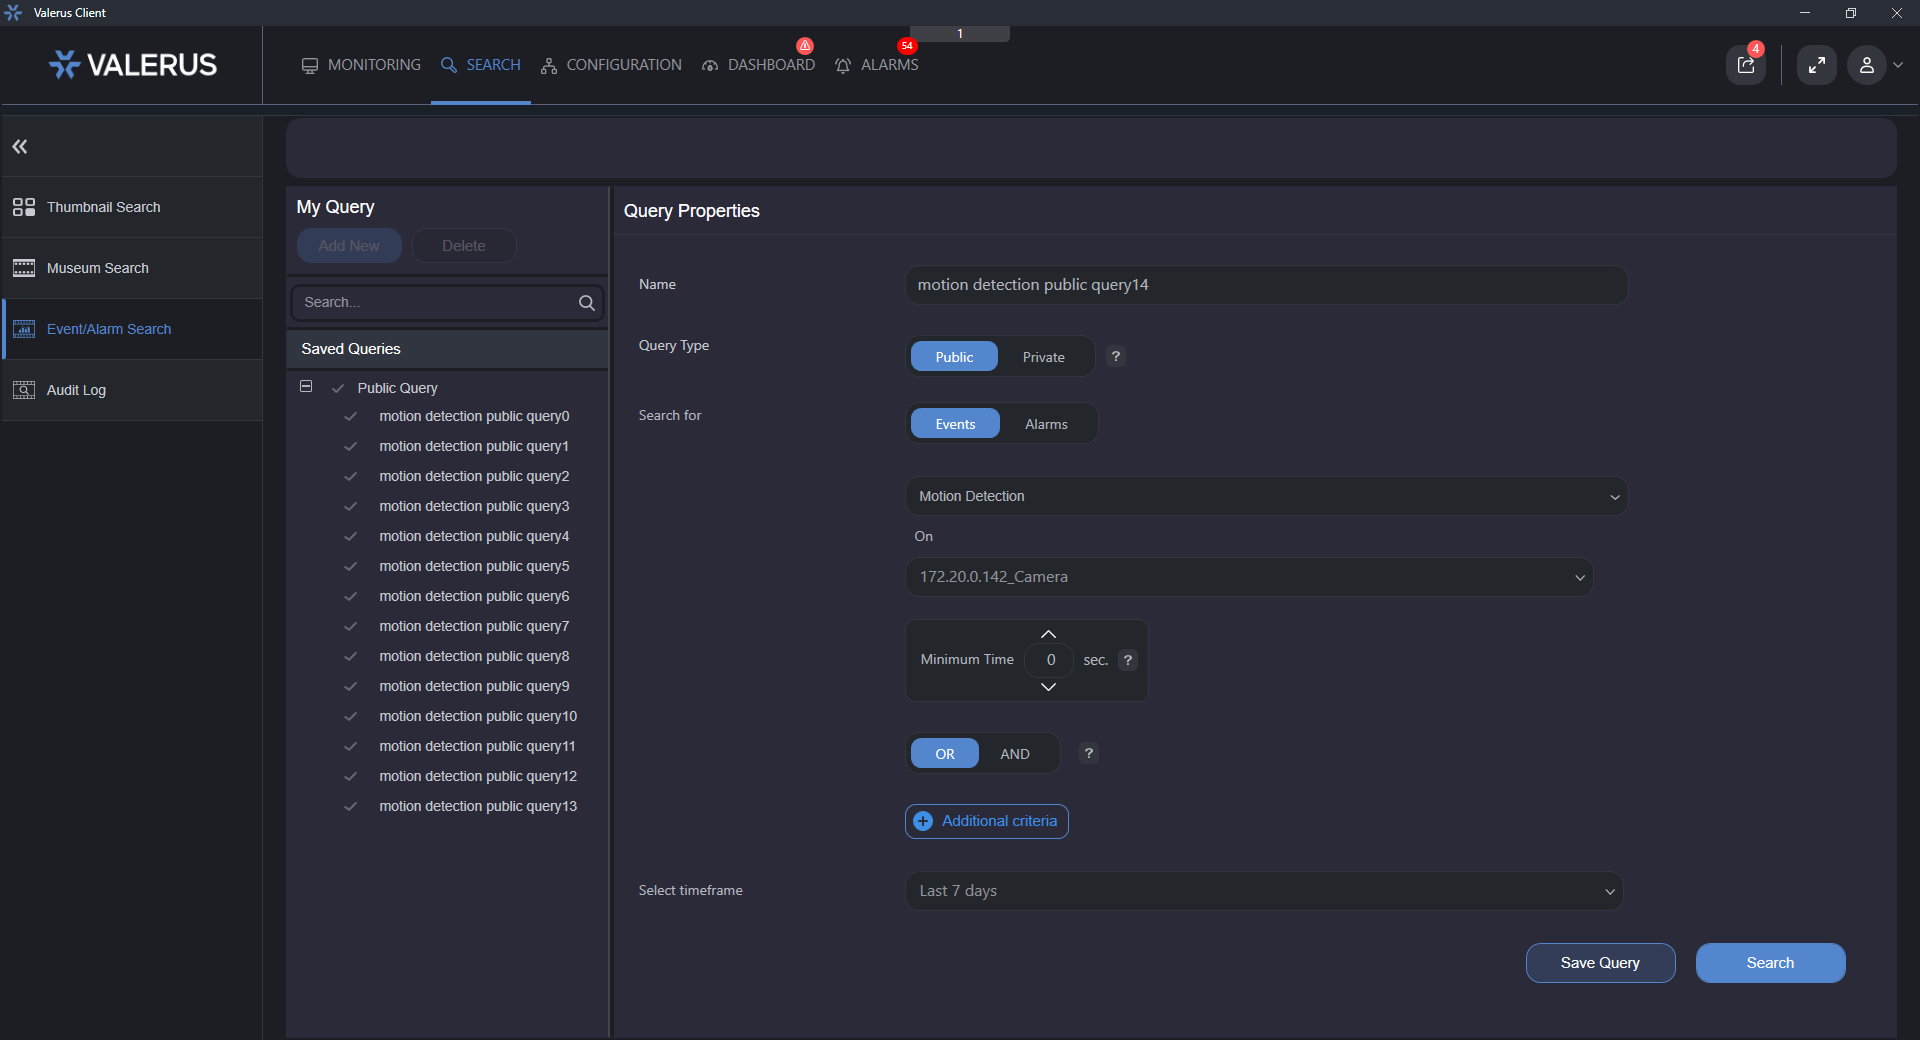 Valerus Client
1
VALERUS
MONITORING
SEARCH
CONFIGURATION
DASHBOARD
54
ALARMS
4
Thumbnail Search
Museum Search
Event/Alarm Search
Audit Log
My Query
Add New
Delete
Search...
Saved Queries
Public Query
motion detection public query0
motion detection public query1
motion detection public query2
motion detection public query3
motion detection public query4
motion detection public query5
motion detection public query6
motion detection public query7
motion detection public query8
motion detection public query9
motion detection public query10
motion detection public query11
motion detection public query12
motion detection public query13
Query Properties
Name
motion detection public query14
Query Type
Public
Private
?
Search for
Events
Alarms
Motion Detection
On
172.20.0.142_Camera
Minimum Time 0 sec. ?
OR
AND
?
Additional criteria
Select timeframe
Last 7 days
Save Query
Search